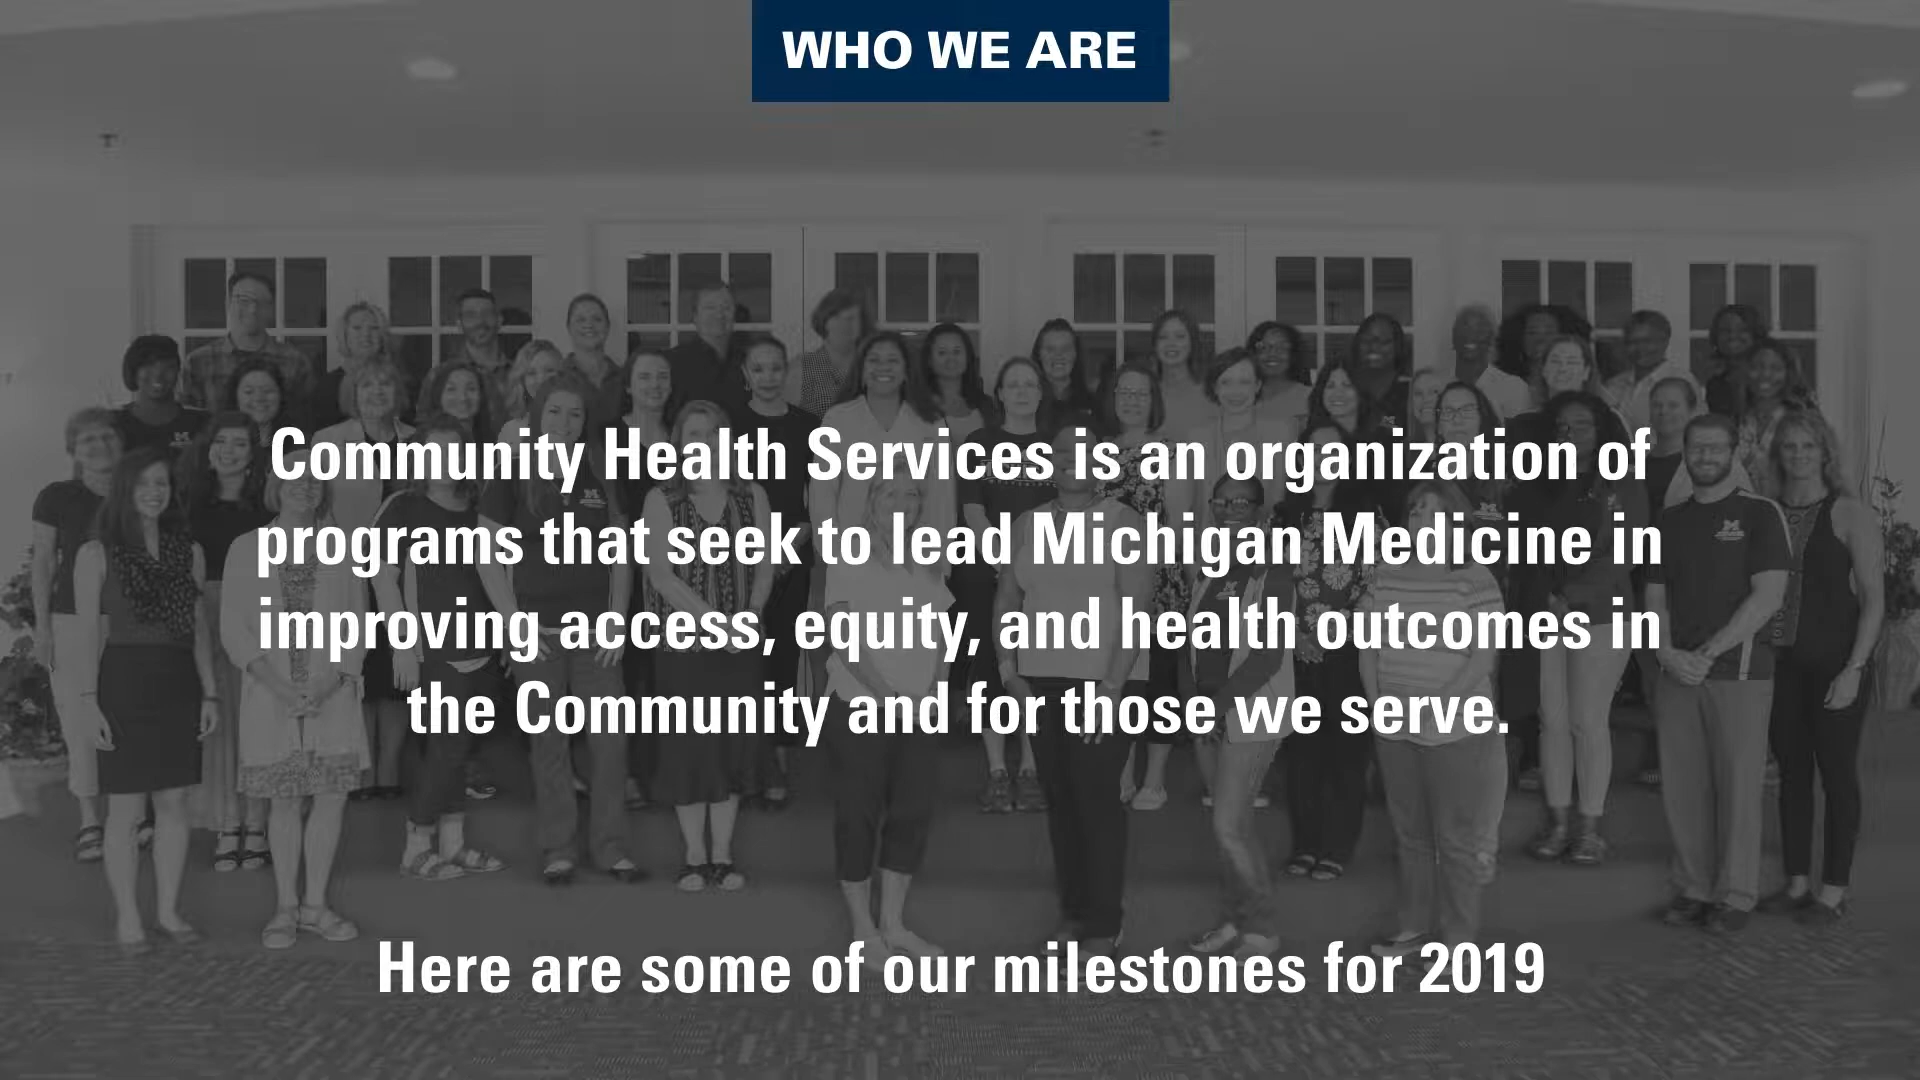 WHO WE ARE
Community Health Services is an organization of
programs that seek to lead Michigan Medicine in
improving access, equity, and health outcomes in
the Community and for those we serve.
Here are some of our milestones for 2019